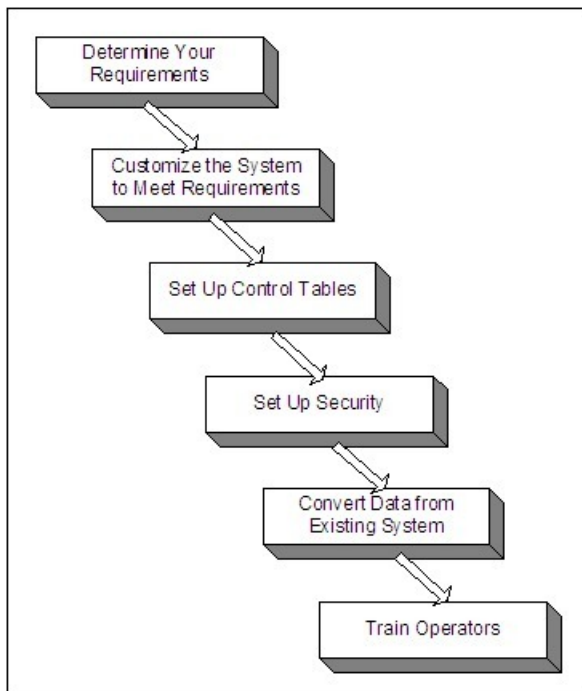 Determine Your
Requirements
Customize the System
to Meet Requirements
Set Up Control Tables
Set Up Security
Convert Data from
Existing System
Train Operators